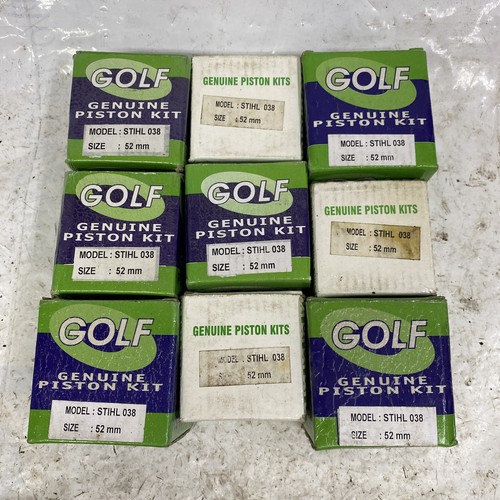 GOLF
GENUINE
PISTON KIT
MODEL : STIHL 038
SIZE : 52 mm
GENUINE PISTON KITS
MODEL : STIHL 038
SIZE : 52 mm
GOLF
GENUINE
PISTON KIT
MODEL : STIHL 038
SIZE : 52 mm
GOLF
GENUINE
PISTON KIT
MODEL : STIHL 038
SIZE : 52 mm
GOLF
GENUINE
PISTON KIT
MODEL : STIHL 038
SIZE : 52 mm
GENUINE PISTON KITS
MODEL : STIHL 038
SIZE : 52 mm
GOLF
GENUINE
PISTON KIT
MODEL : STIHL 038
SIZE : 52 mm
GENUINE PISTON KITS
MODEL : STIHL 038
SIZE : 52 mm
GOLF
GENUINE
PISTON KIT
MODEL : STIHL 038
SIZE : 52 mm